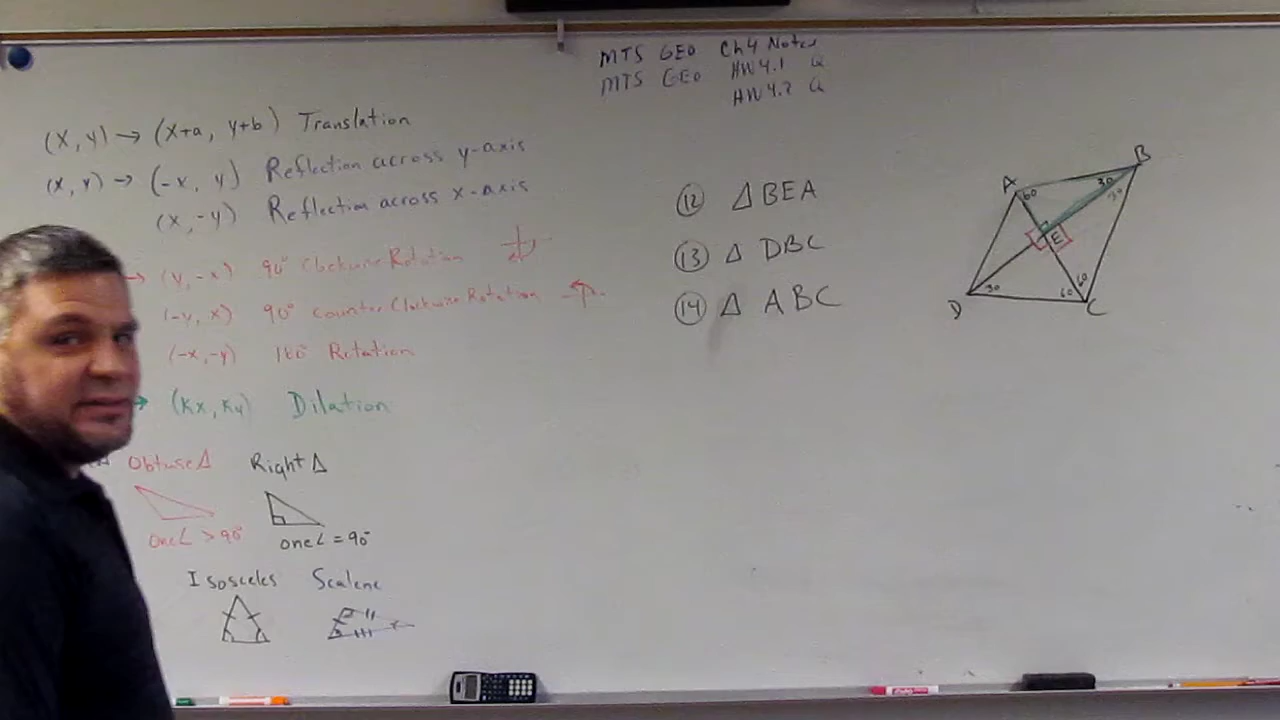 MTS GEO Ch4 Notes
MTS GEO HW4.1 Q
HW4.2 Q
(x, y) → (x+a, y+b) Translation
(x, y) → (-x, y) Reflection across y-axis
(x, -y) Reflection across x-axis
→ (y, -x) 90° Clockwise Rotation
(-y, x) 90° counter Clockwise Rotation
(-x, -y) 180° Rotation
→ (kx, ky) Dilation
Obtuse Δ Right Δ
one∠ > 90° one∠ = 90°
Isosceles Scalene
⑫ Δ BEA
⑬ Δ DBC
⑭ Δ ABC
B
A 60 30
E
D 30 60 60 C